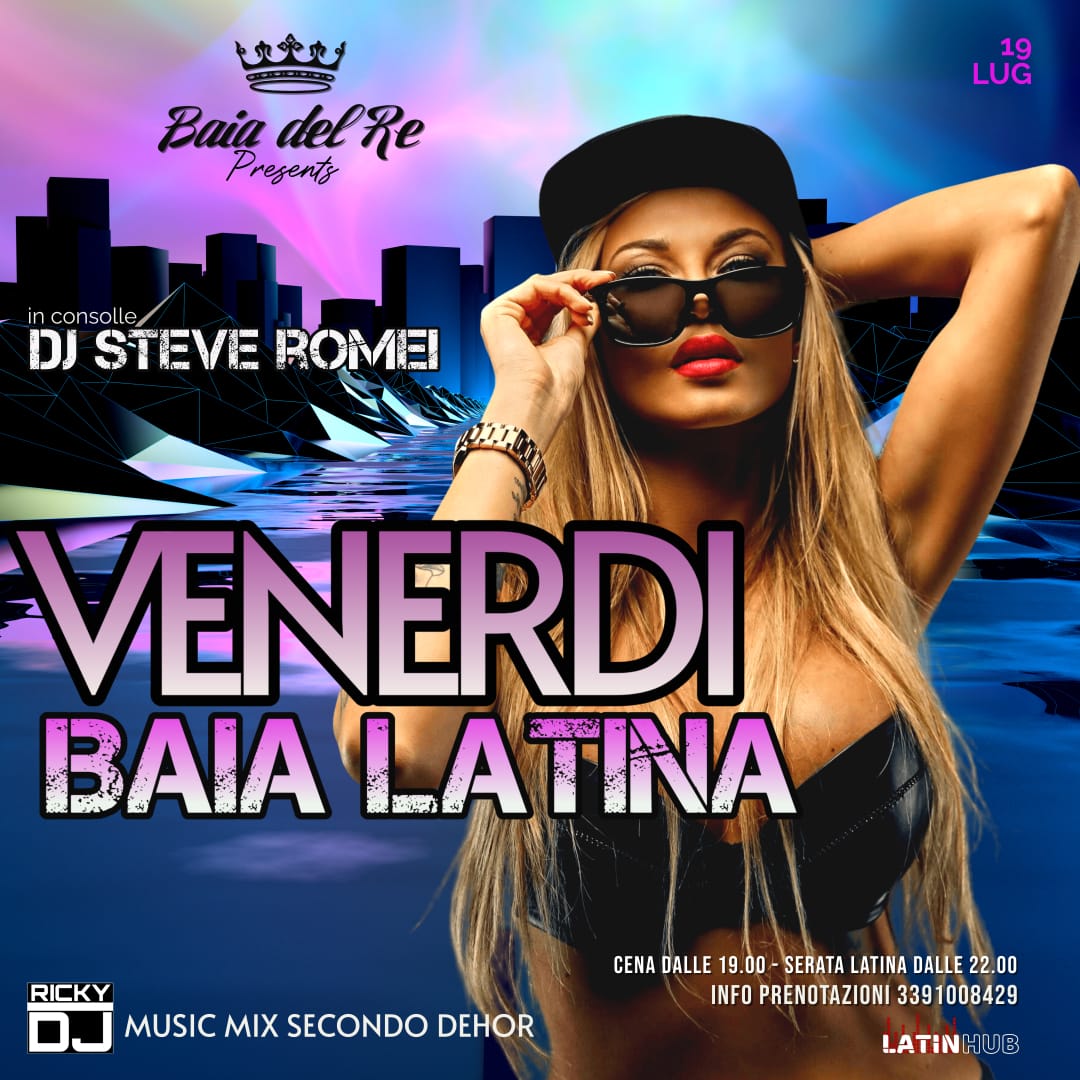 Baia del Re
Presents
19
LUG
in consolle
DJ STEVE ROMEI
VENERDI
BAIA LATINA
CENA DALLE 19.00 - SERATA LATINA DALLE 22.00
INFO PRENOTAZIONI 3391008429
RICKY
DJ
MUSIC MIX SECONDO DEHOR
LATINHUB